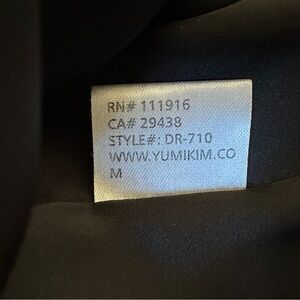 RN# 111916
CA# 29438
STYLE#: DR-710
WWW.YUMIKIM.CO
M